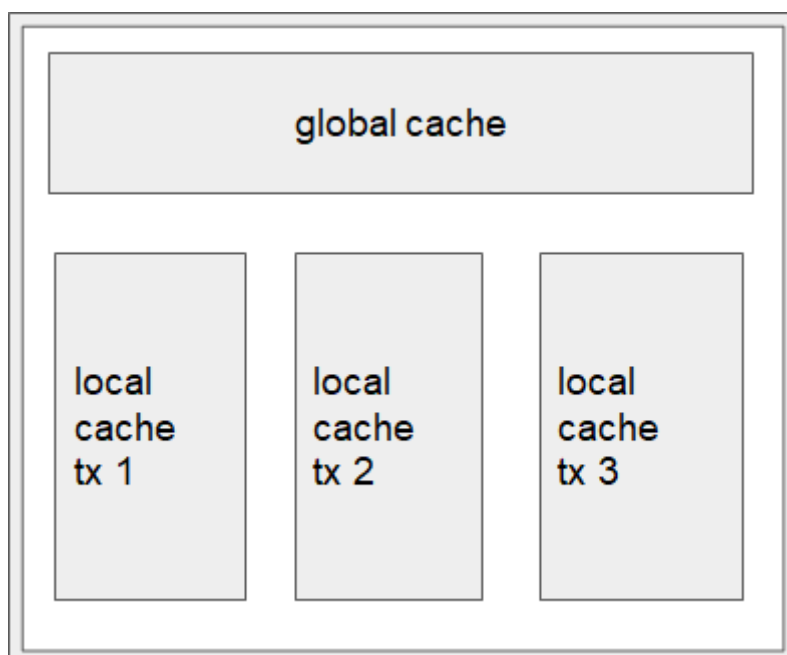 global cache
local
cache
tx 1
local
cache
tx 2
local
cache
tx 3